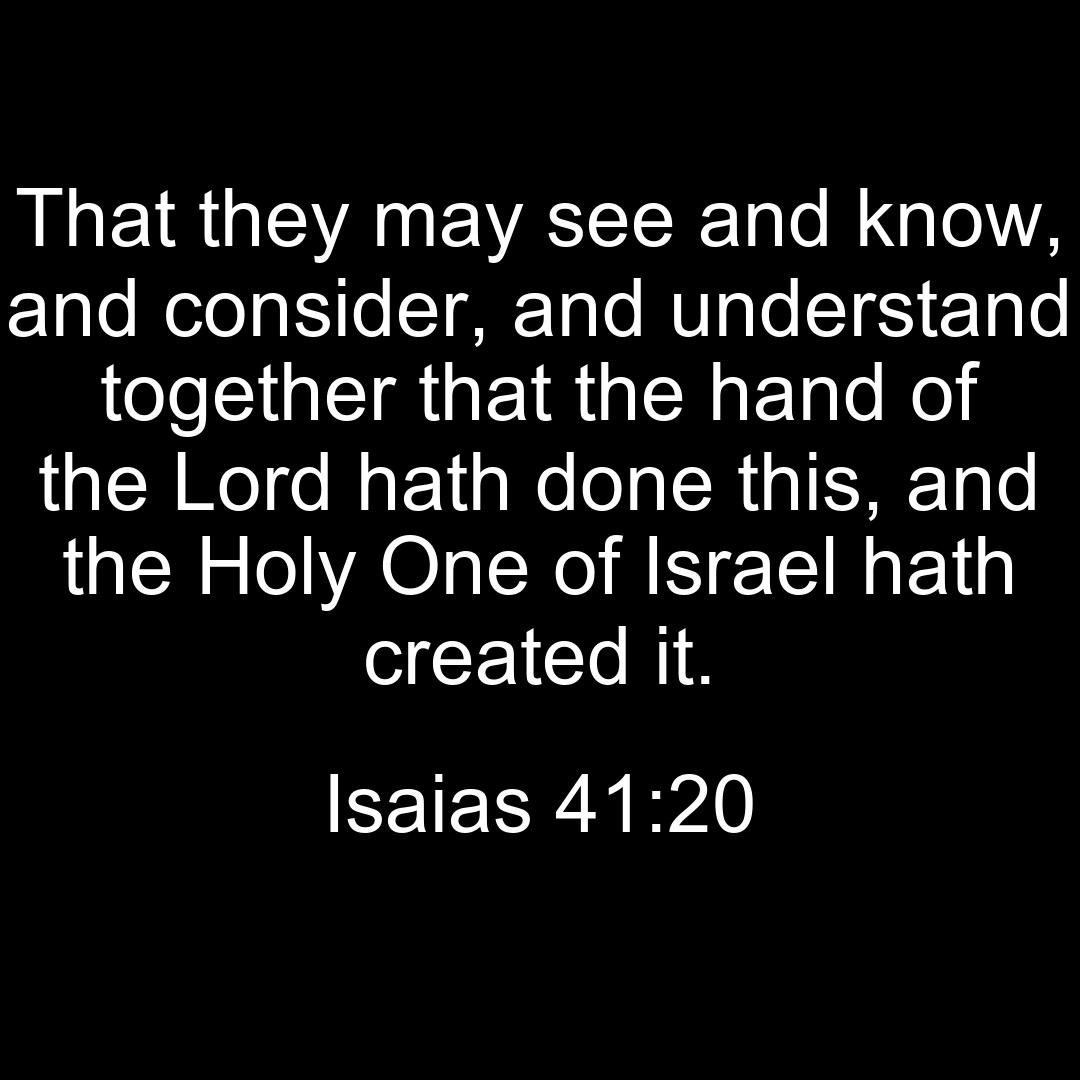 That they may see and know,
and consider, and understand
together that the hand of
the Lord hath done this, and
the Holy One of Israel hath
created it.
Isaias 41:20